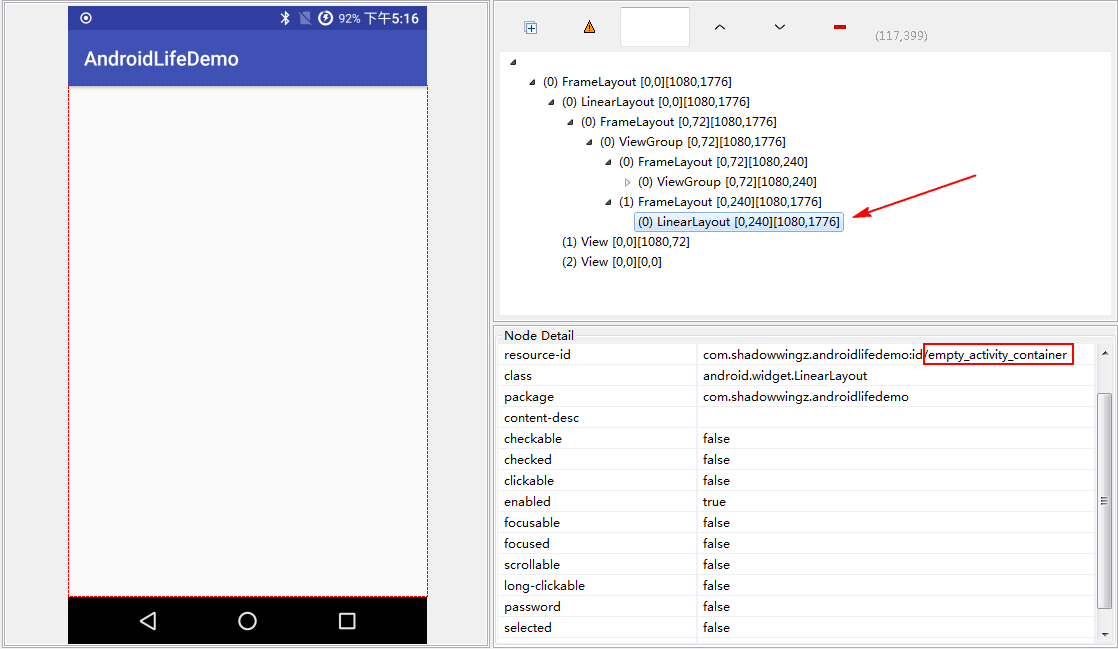 92% 下午5:16
AndroidLifeDemo
(117,399)
(0) FrameLayout [0,0][1080,1776]
(0) LinearLayout [0,0][1080,1776]
(0) FrameLayout [0,72][1080,1776]
(0) ViewGroup [0,72][1080,1776]
(0) FrameLayout [0,72][1080,240]
(0) ViewGroup [0,72][1080,240]
(1) FrameLayout [0,240][1080,1776]
(0) LinearLayout [0,240][1080,1776]
(1) View [0,0][1080,72]
(2) View [0,0][0,0]
Node Detail
resource-id com.shadowwingz.androidlifedemo:id/empty_activity_container
class android.widget.LinearLayout
package com.shadowwingz.androidlifedemo
content-desc
checkable false
checked false
clickable false
enabled true
focusable false
focused false
scrollable false
long-clickable false
password false
selected false